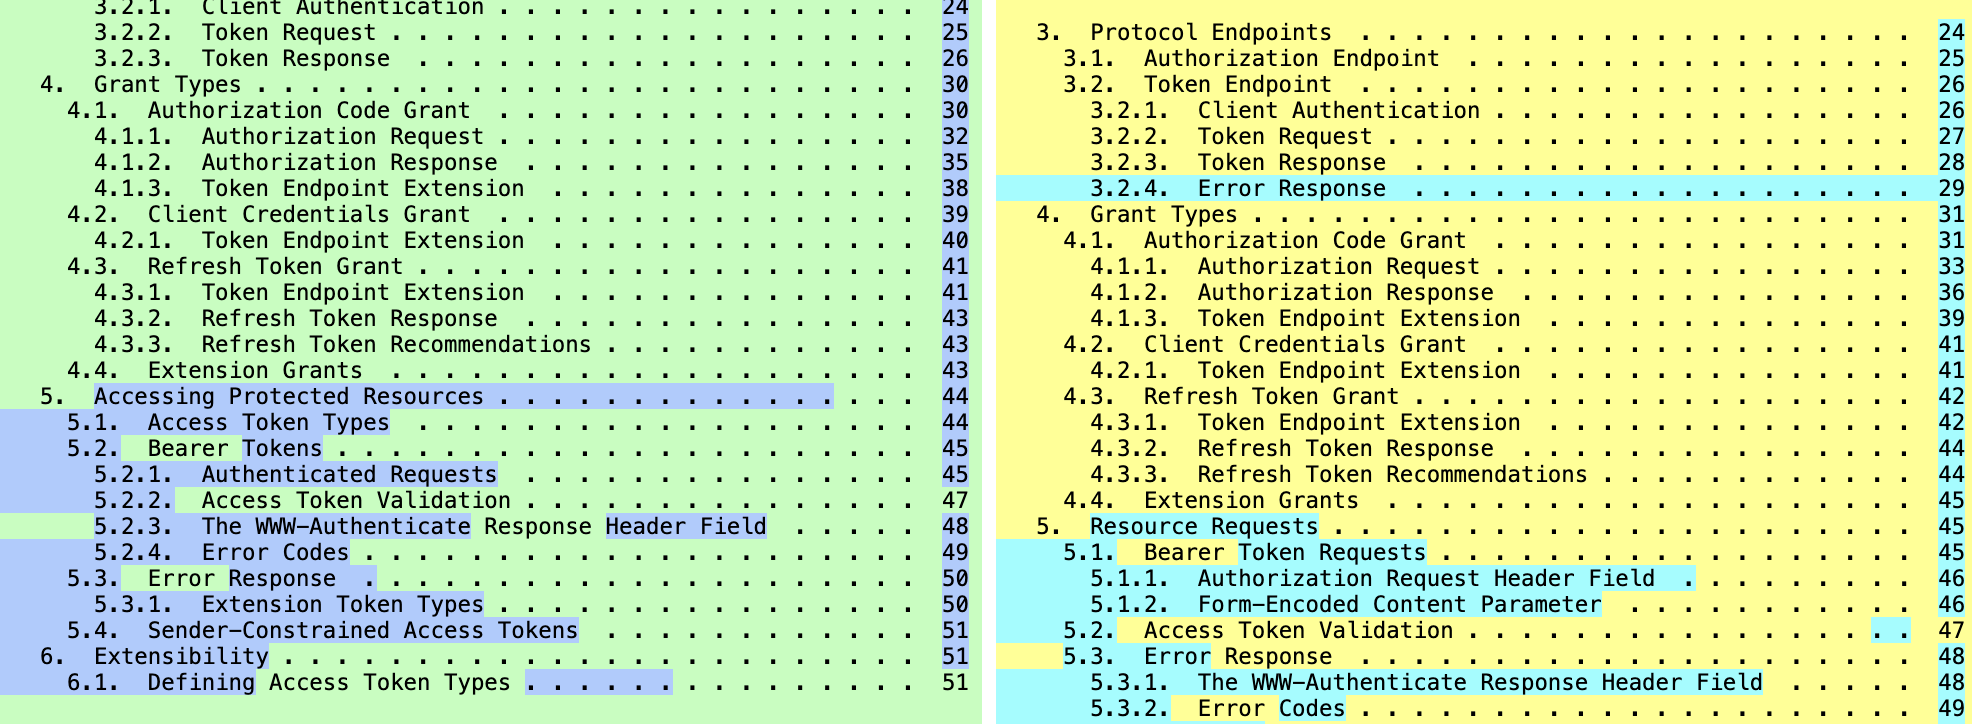 3.2.1.  Client Authentication . . . . . . . . . . . . . . . .  24
3.2.2.  Token Request . . . . . . . . . . . . . . . . . . . .  25
3.2.3.  Token Response  . . . . . . . . . . . . . . . . . . .  26
4.  Grant Types . . . . . . . . . . . . . . . . . . . . . . . . .  30
4.1.  Authorization Code Grant  . . . . . . . . . . . . . . . .  30
4.1.1.  Authorization Request . . . . . . . . . . . . . . . .  32
4.1.2.  Authorization Response  . . . . . . . . . . . . . . .  35
4.1.3.  Token Endpoint Extension  . . . . . . . . . . . . . .  38
4.2.  Client Credentials Grant  . . . . . . . . . . . . . . . .  39
4.2.1.  Token Endpoint Extension  . . . . . . . . . . . . . .  40
4.3.  Refresh Token Grant . . . . . . . . . . . . . . . . . . .  41
4.3.1.  Token Endpoint Extension  . . . . . . . . . . . . . .  41
4.3.2.  Refresh Token Response  . . . . . . . . . . . . . . .  43
4.3.3.  Refresh Token Recommendations . . . . . . . . . . . .  43
4.4.  Extension Grants  . . . . . . . . . . . . . . . . . . . .  43
5.  Accessing Protected Resources . . . . . . . . . . . . . . . .  44
5.1.  Access Token Types  . . . . . . . . . . . . . . . . . . .  44
5.2.  Bearer Tokens . . . . . . . . . . . . . . . . . . . . . .  45
5.2.1.  Authenticated Requests  . . . . . . . . . . . . . . .  45
5.2.2.  Access Token Validation . . . . . . . . . . . . . . .  47
5.2.3.  The WWW-Authenticate Response Header Field  . . . . .  48
5.2.4.  Error Codes . . . . . . . . . . . . . . . . . . . . .  49
5.3.  Error Response  . . . . . . . . . . . . . . . . . . . . .  50
5.3.1.  Extension Token Types . . . . . . . . . . . . . . . .  50
5.4.  Sender-Constrained Access Tokens  . . . . . . . . . . . .  51
6.  Extensibility . . . . . . . . . . . . . . . . . . . . . . . .  51
6.1.  Defining Access Token Types . . . . . . . . . . . . . . .  51
3.  Protocol Endpoints  . . . . . . . . . . . . . . . . . . . . .  24
3.1.  Authorization Endpoint  . . . . . . . . . . . . . . . . .  25
3.2.  Token Endpoint  . . . . . . . . . . . . . . . . . . . . .  26
3.2.1.  Client Authentication . . . . . . . . . . . . . . . .  26
3.2.2.  Token Request . . . . . . . . . . . . . . . . . . . .  27
3.2.3.  Token Response  . . . . . . . . . . . . . . . . . . .  28
3.2.4.  Error Response  . . . . . . . . . . . . . . . . . . .  29
4.  Grant Types . . . . . . . . . . . . . . . . . . . . . . . . .  31
4.1.  Authorization Code Grant  . . . . . . . . . . . . . . . .  31
4.1.1.  Authorization Request . . . . . . . . . . . . . . . .  33
4.1.2.  Authorization Response  . . . . . . . . . . . . . . .  36
4.1.3.  Token Endpoint Extension  . . . . . . . . . . . . . .  39
4.2.  Client Credentials Grant  . . . . . . . . . . . . . . . .  41
4.2.1.  Token Endpoint Extension  . . . . . . . . . . . . . .  41
4.3.  Refresh Token Grant . . . . . . . . . . . . . . . . . . .  42
4.3.1.  Token Endpoint Extension  . . . . . . . . . . . . . .  42
4.3.2.  Refresh Token Response  . . . . . . . . . . . . . . .  44
4.3.3.  Refresh Token Recommendations . . . . . . . . . . . .  44
4.4.  Extension Grants  . . . . . . . . . . . . . . . . . . . .  45
5.  Resource Requests . . . . . . . . . . . . . . . . . . . . . .  45
5.1.  Bearer Token Requests . . . . . . . . . . . . . . . . . .  45
5.1.1.  Authorization Request Header Field  . . . . . . . . .  46
5.1.2.  Form-Encoded Content Parameter  . . . . . . . . . . .  46
5.2.  Access Token Validation . . . . . . . . . . . . . . . . .  47
5.3.  Error Response  . . . . . . . . . . . . . . . . . . . . .  48
5.3.1.  The WWW-Authenticate Response Header Field  . . . . .  48
5.3.2.  Error Codes . . . . . . . . . . . . . . . . . . . . .  49